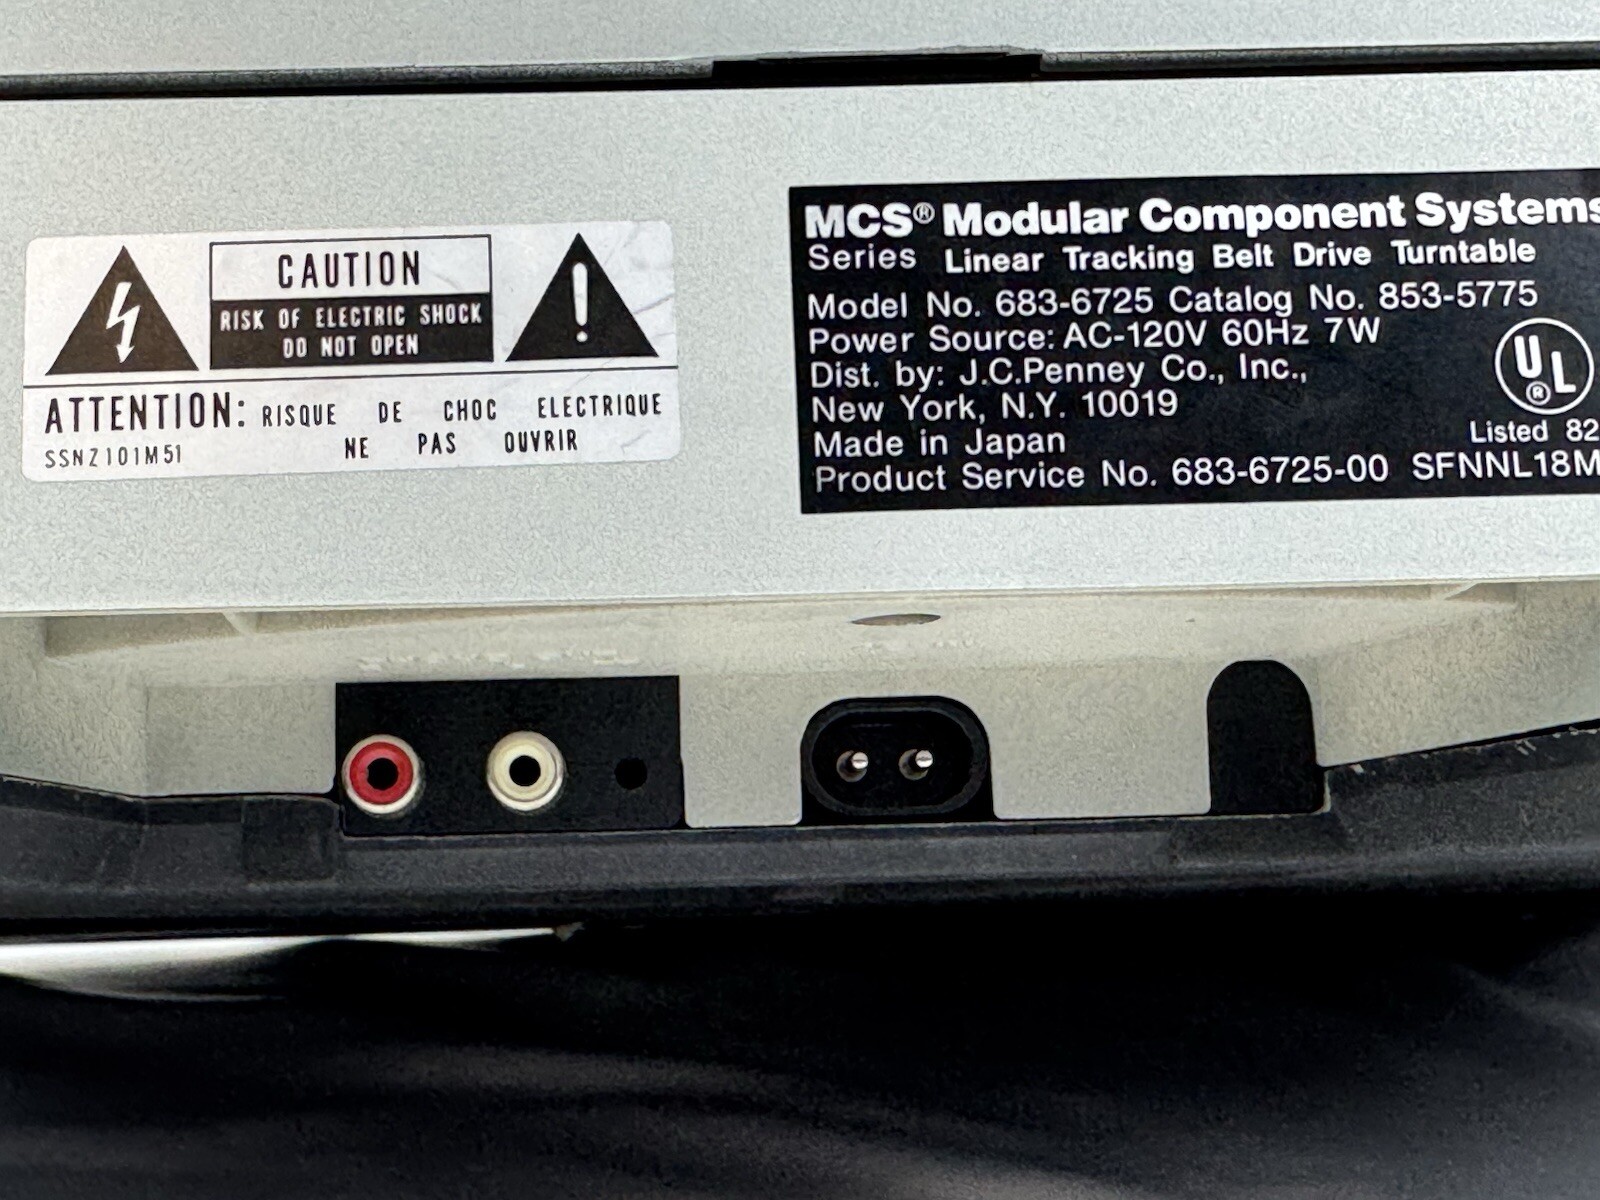 CAUTION
RISK OF ELECTRIC SHOCK
DO NOT OPEN
ATTENTION: RISQUE DE CHOC ELECTRIQUE
NE PAS OUVRIR
SSNZ101M51
MCS® Modular Component Systems
Series Linear Tracking Belt Drive Turntable
Model No. 683-6725 Catalog No. 853-5775
Power Source: AC-120V 60Hz 7W
Dist. by: J.C.Penney Co., Inc.,
New York, N.Y. 10019
Made in Japan
Product Service No. 683-6725-00 SFNNL18M
UL®
Listed 82